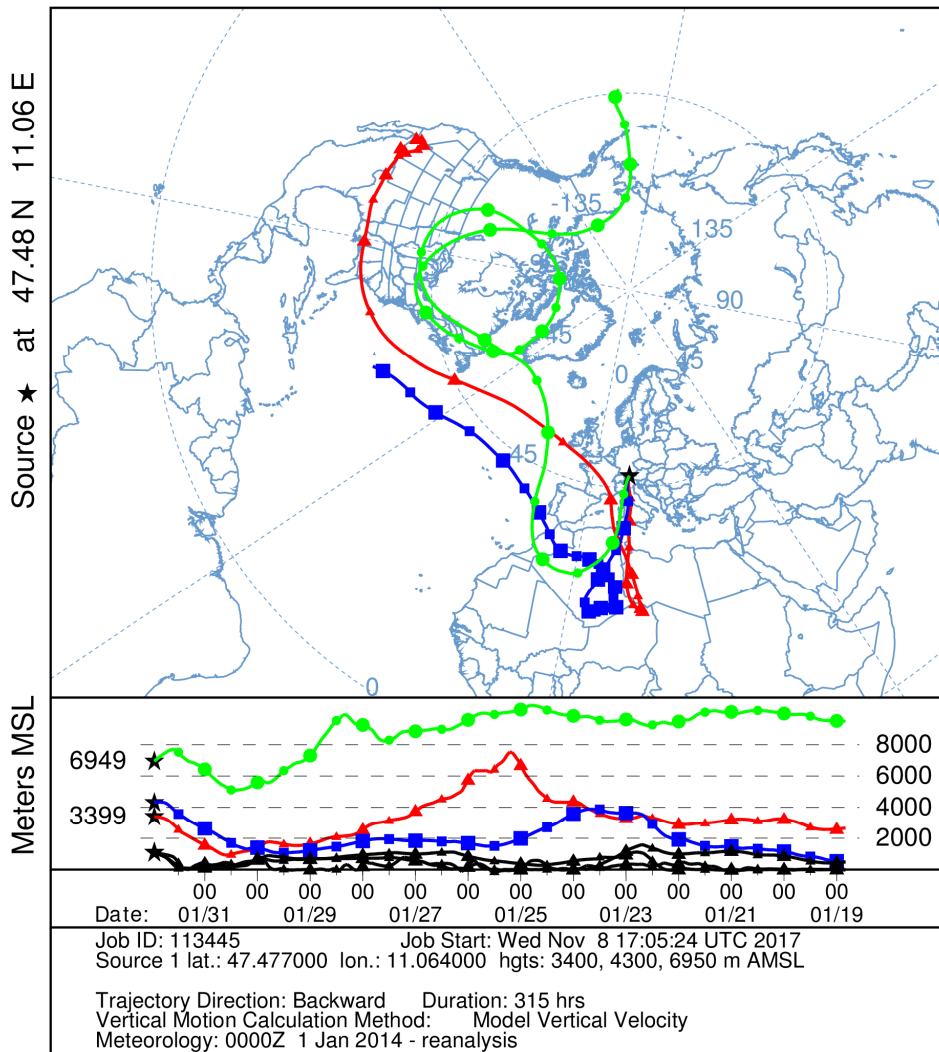 Source ★ at 47.48 N 11.06 E
-135
135
90
45
45
0
45
0
Meters MSL
6949
3399
8000
6000
4000
2000
00 00 00 00 00 00 00 00 00 00 00 00 00
Date: 01/31 01/29 01/27 01/25 01/23 01/21 01/19
Job ID: 113445 Job Start: Wed Nov 8 17:05:24 UTC 2017
Source 1 lat.: 47.477000 lon.: 11.064000 hgts: 3400, 4300, 6950 m AMSL
Trajectory Direction: Backward Duration: 315 hrs
Vertical Motion Calculation Method: Model Vertical Velocity
Meteorology: 0000Z 1 Jan 2014 - reanalysis